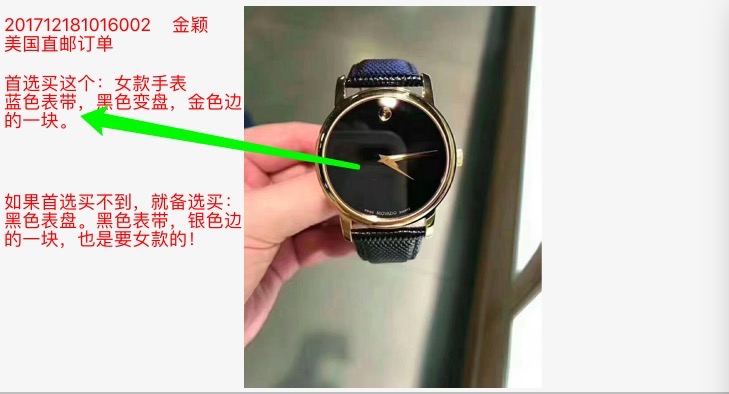 201712181016002 金颖
美国直邮订单
首选买这个：女款手表
蓝色表带，黑色变盘，金色边
的一块。
如果首选买不到，就备选买：
黑色表盘。黑色表带，银色边
的一块，也是要女款的！
SWISS MOVADO